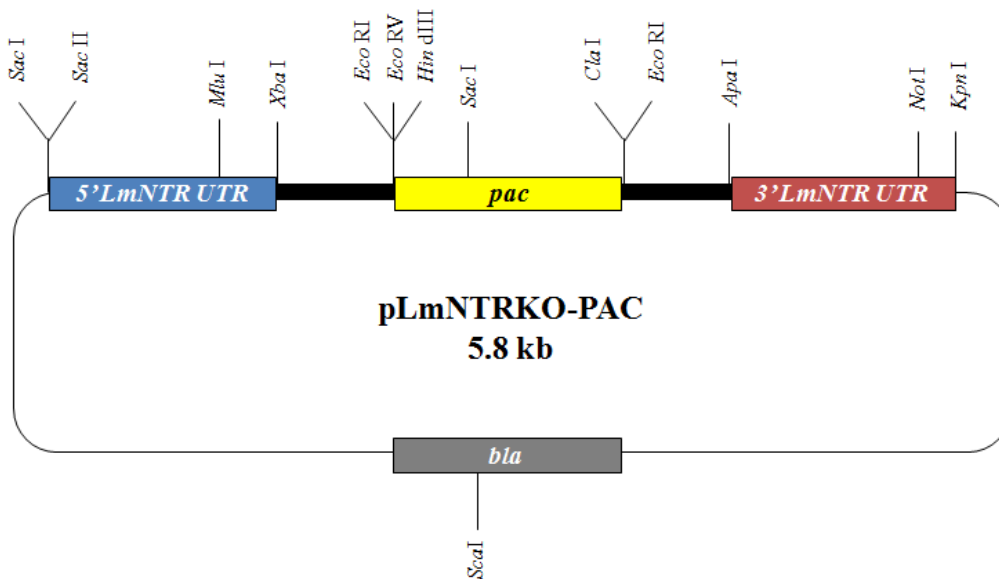 Sac I
Sac II
Mlu I
Xba I
Eco RI
Eco RV
Hin dIII
Sac I
Cla I
Eco RI
Apa I
Not I
Kpn I
5'LmNTR UTR
pac
3'LmNTR UTR
pLmNTRKO-PAC
5.8 kb
bla
ScaI